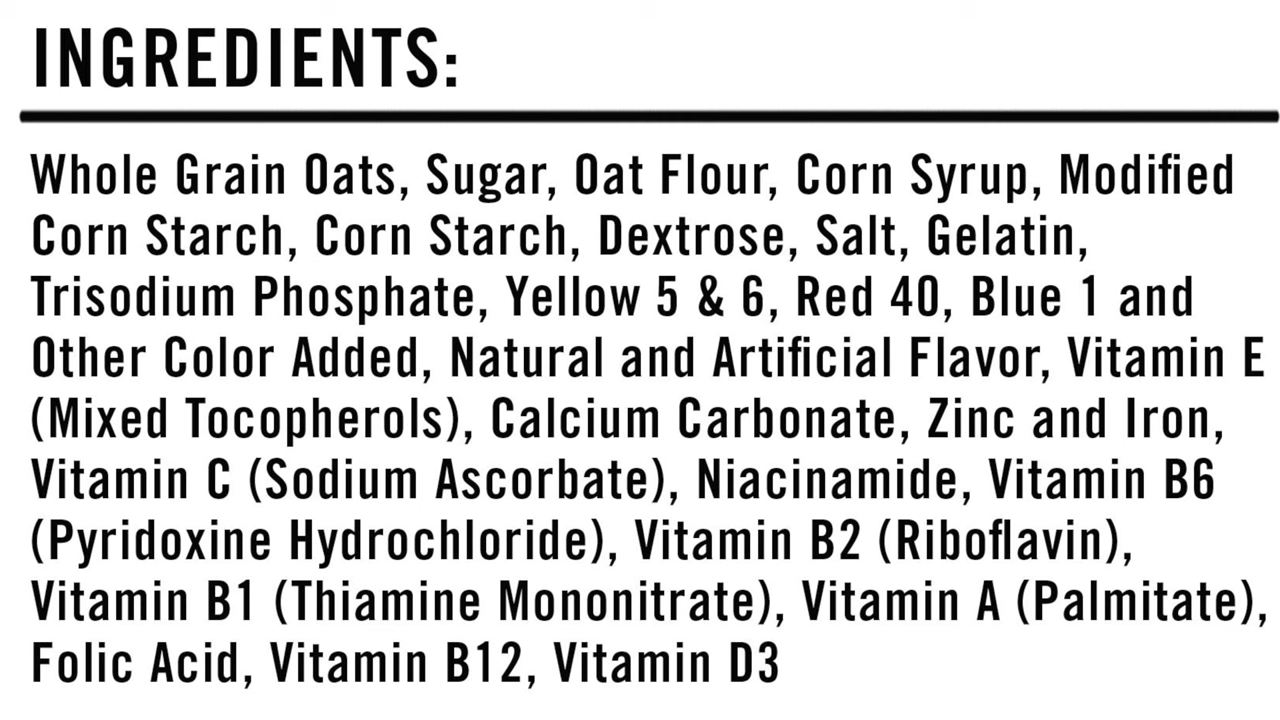 INGREDIENTS:
Whole Grain Oats, Sugar, Oat Flour, Corn Syrup, Modified
Corn Starch, Corn Starch, Dextrose, Salt, Gelatin,
Trisodium Phosphate, Yellow 5 & 6, Red 40, Blue 1 and
Other Color Added, Natural and Artificial Flavor, Vitamin E
(Mixed Tocopherols), Calcium Carbonate, Zinc and Iron,
Vitamin C (Sodium Ascorbate), Niacinamide, Vitamin B6
(Pyridoxine Hydrochloride), Vitamin B2 (Riboflavin),
Vitamin B1 (Thiamine Mononitrate), Vitamin A (Palmitate),
Folic Acid, Vitamin B12, Vitamin D3